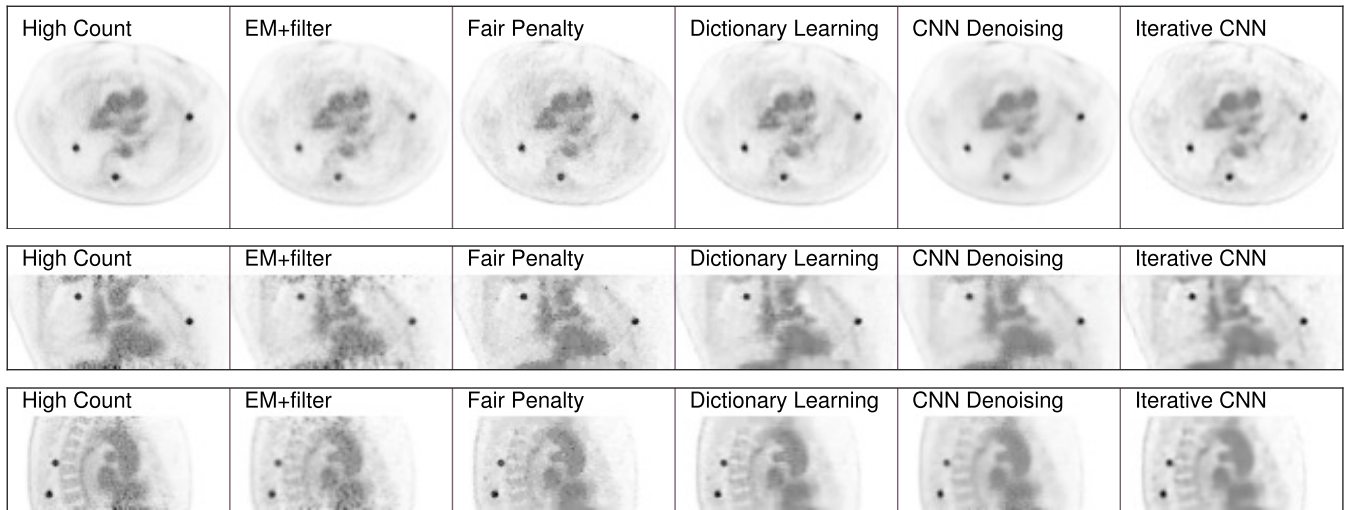 High Count EM+filter Fair Penalty Dictionary Learning CNN Denoising Iterative CNN
High Count EM+filter Fair Penalty Dictionary Learning CNN Denoising Iterative CNN
High Count EM+filter Fair Penalty Dictionary Learning CNN Denoising Iterative CNN